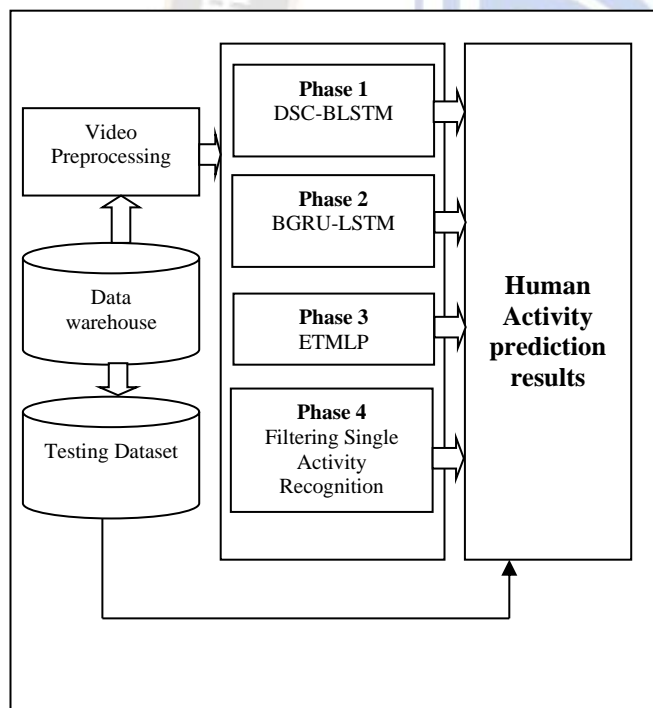 Video
Preprocessing
Data
warehouse
Testing Dataset
Phase 1
DSC-BLSTM
Phase 2
BGRU-LSTM
Phase 3
ETMLP
Phase 4
Filtering Single
Activity
Recognition
Human
Activity
prediction
results